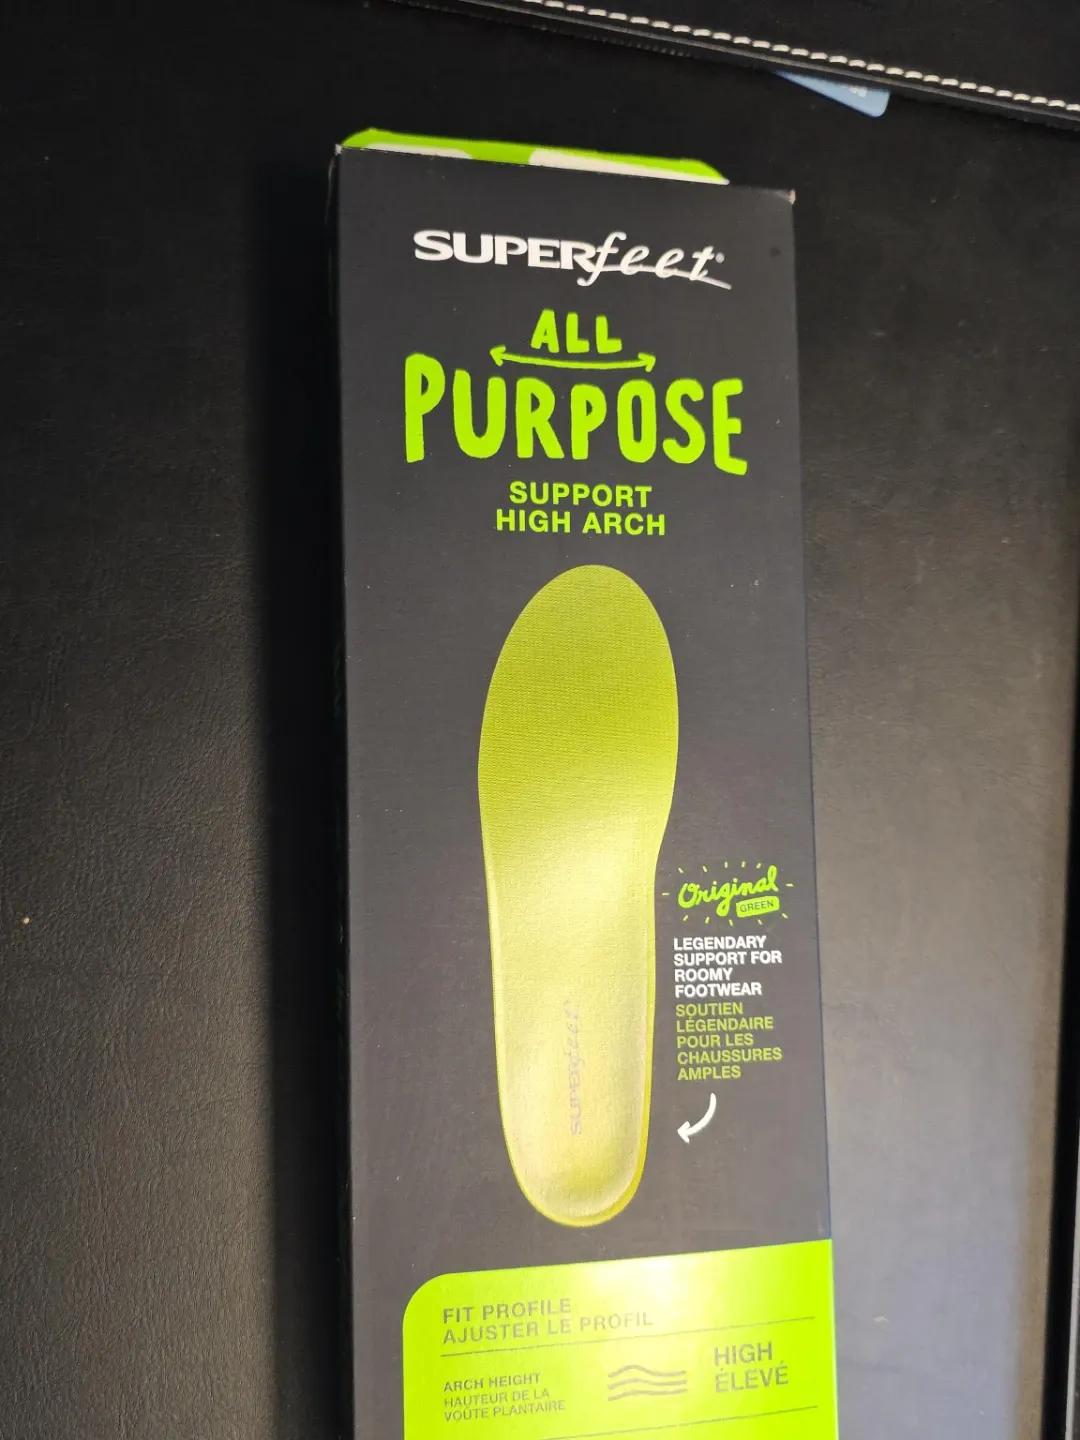 SUPERfeet
ALL
PURPOSE
SUPPORT
HIGH ARCH
Original
GREEN
LEGENDARY
SUPPORT FOR
ROOMY
FOOTWEAR
SOUTIEN
LÉGENDAIRE
POUR LES
CHAUSSURES
AMPLES
SUPERfeet
FIT PROFILE
AJUSTER LE PROFIL
ARCH HEIGHT
HAUTEUR DE LA
VOÛTE PLANTAIRE
HIGH
ÉLEVÉ